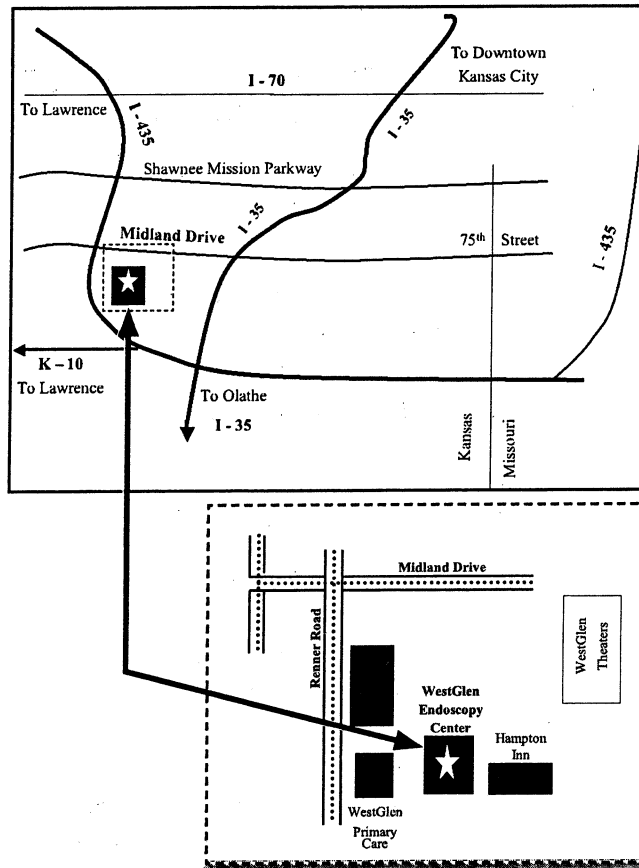 To Downtown
Kansas City
I - 70
To Lawrence
I - 435
I - 35
Shawnee Mission Parkway
I - 35
Midland Drive
75th Street
I - 435
K – 10
To Lawrence
To Olathe
I - 35
Kansas
Missouri
Midland Drive
Renner Road
WestGlen
Theaters
WestGlen
Endoscopy
Center
Hampton
Inn
WestGlen
Primary
Care